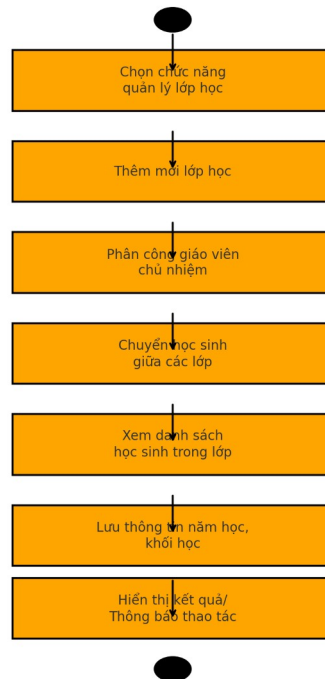 Chọn chức năng
quản lý lớp học
Thêm mới lớp học
Phân công giáo viên
chủ nhiệm
Chuyển học sinh
giữa các lớp
Xem danh sách
học sinh trong lớp
Lưu thông tin năm học,
khối học
Hiển thị kết quả/
Thông báo thao tác